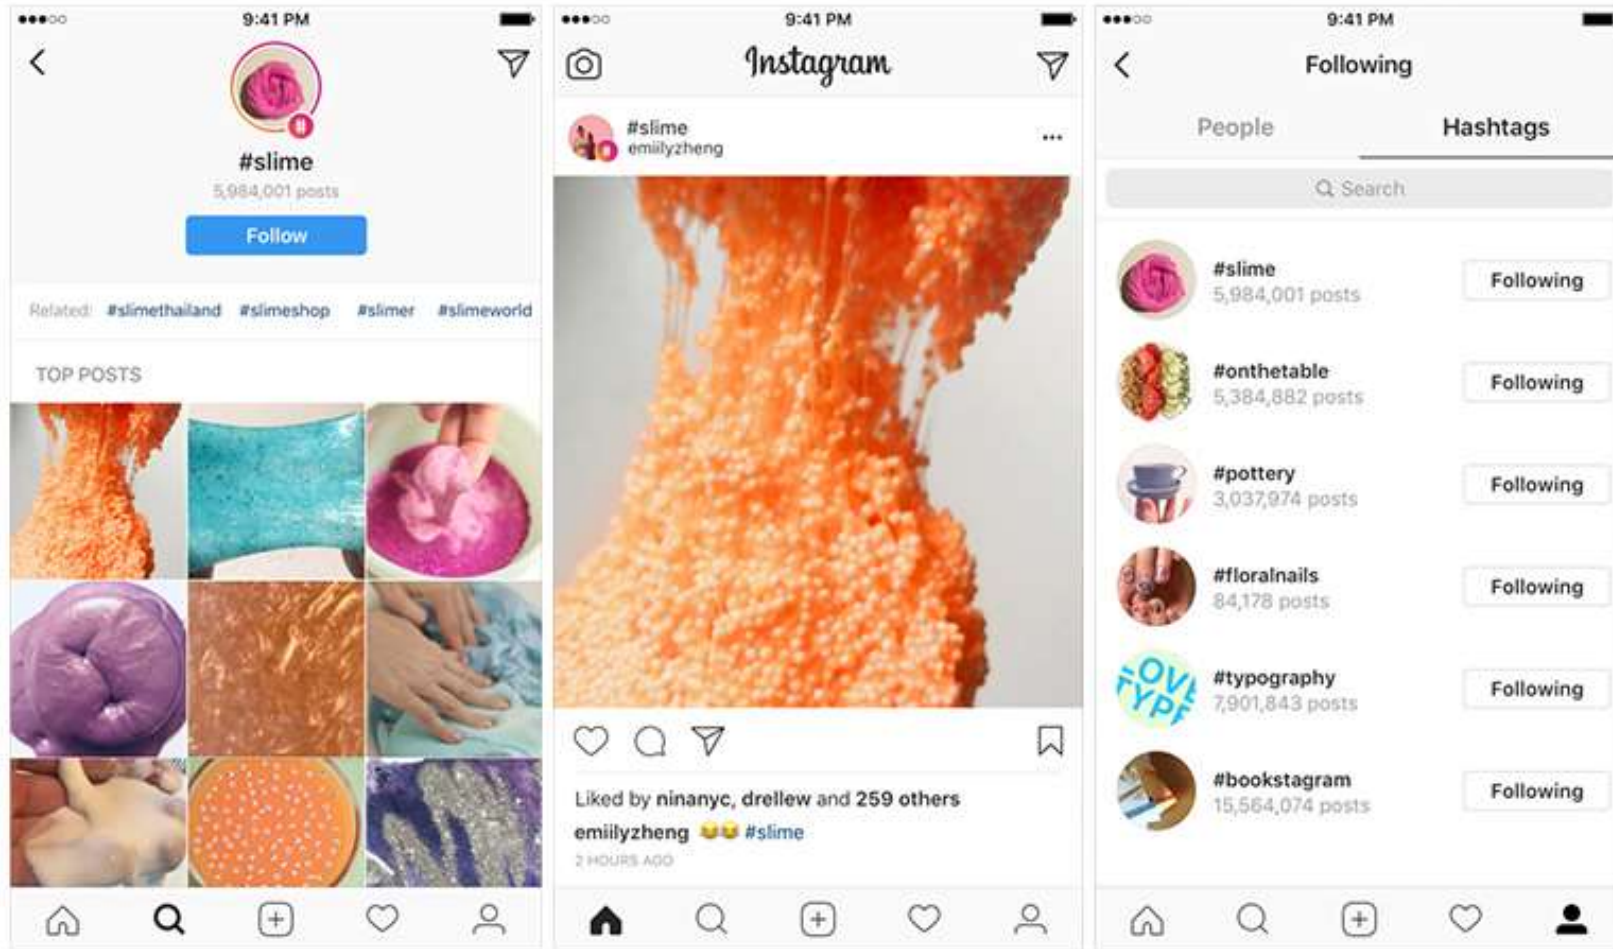 9:41 PM
#slime
5,984,001 posts
Follow
Related: #slimethailand #slimeshop #slimer #slimeworld
TOP POSTS
9:41 PM
Instagram
#slime
emiilyzheng
Liked by ninanyc, drellew and 259 others
emiilyzheng 😂😂 #slime
2 HOURS AGO
9:41 PM
Following
People Hashtags
Search
#slime
5,984,001 posts
Following
#onthetable
5,384,882 posts
Following
#pottery
3,037,974 posts
Following
#floralnails
84,178 posts
Following
OVE
TYPE
#typography
7,901,843 posts
Following
#bookstagram
15,564,074 posts
Following